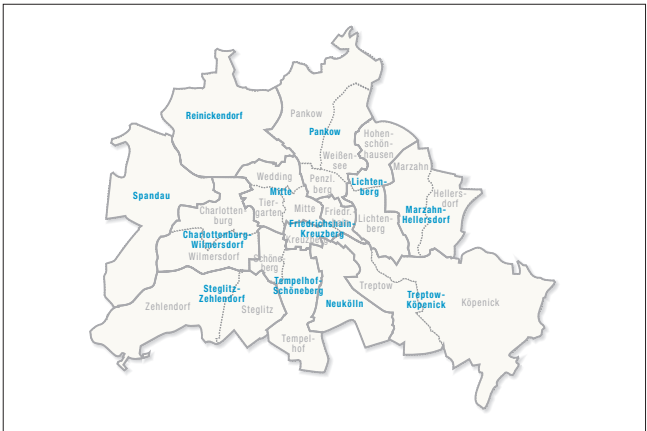 Reinickendorf
Pankow
Pankow
Hohen-
schön-
hausen
Weißen-
see
Marzahn
Wedding
Penzl.
berg
Lichten-
berg
Hellers-
dorf
Spandau
Mitte
Charlotten
burg
Tier-
garten
Mitte
Friedr.
Lichten-
berg
Marzahn-
Hellersdorf
Friedrichshain-
Kreuzberg
Kreuzberg
Charlottenburg-
Wilmersdorf
Wilmersdorf
Schöne
berg
Tempelhof-
Schöneberg
Steglitz-
Zehlendorf
Zehlendorf
Steglitz
Neukölln
Treptow
Treptow-
Köpenick
Köpenick
Tempel-
hof